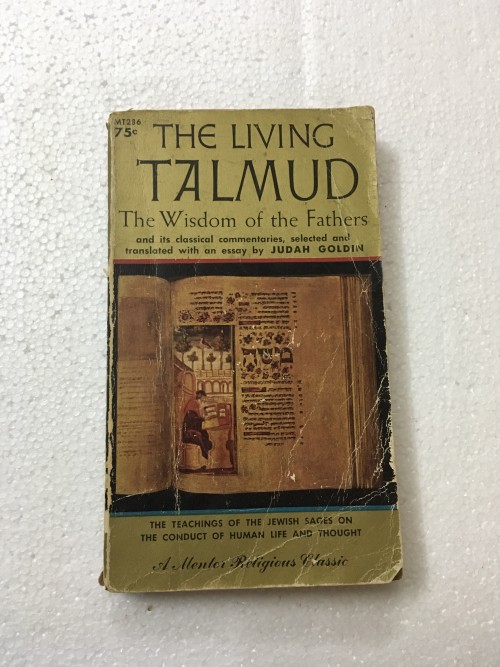 MT286
75c
THE LIVING
TALMUD
The Wisdom of the Fathers
and its classical commentaries, selected and
translated with an essay by JUDAH GOLDIN
THE TEACHINGS OF THE JEWISH SAGES ON
THE CONDUCT OF HUMAN LIFE AND THOUGHT
A Mentor Religious Classic